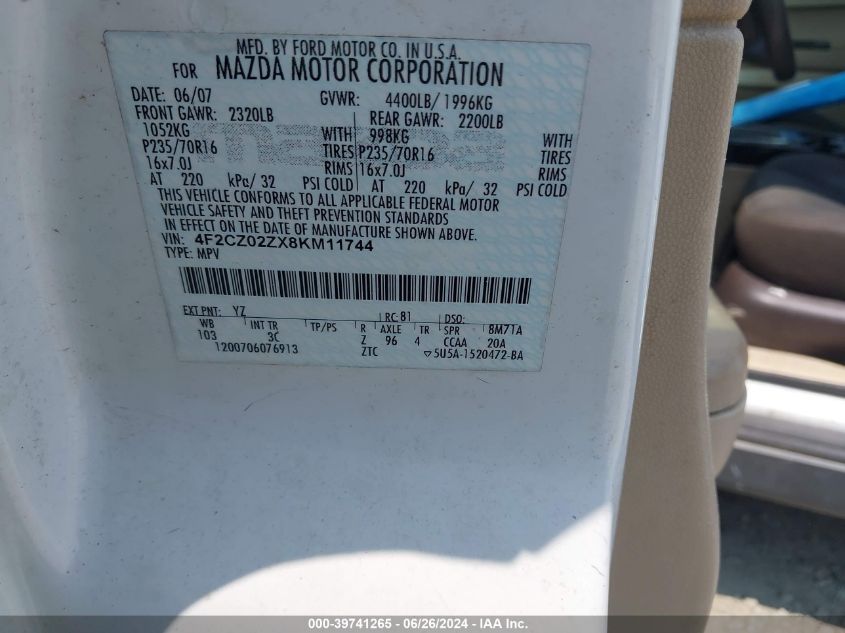 MFD. BY FORD MOTOR CO. IN U.S.A.
FOR MAZDA MOTOR CORPORATION
DATE: 06/07 GVWR: 4400LB/ 1996KG
FRONT GAWR: 2320LB REAR GAWR: 2200LB
1052KG WITH 998KG WITH
P235/70R16 TIRES P235/70R16 TIRES
16x7.0J RIMS 16x7.0J RIMS
AT 220 kPa/ 32 PSI COLD AT 220 kPa/ 32 PSI COLD
THIS VEHICLE CONFORMS TO ALL APPLICABLE FEDERAL MOTOR
VEHICLE SAFETY AND THEFT PREVENTION STANDARDS
IN EFFECT ON THE DATE OF MANUFACTURE SHOWN ABOVE.
VIN: 4F2CZ02ZX8KM11744
TYPE: MPV
EXT PNT: YZ RC: 81 DSO:
WB INT TR TP/PS R AXLE TR SPR 8M71A
103 3C Z 96 4 CCAA 20A
1200706076913 ZTC ▽5U5A-1520472-BA
000-39741265 - 06/26/2024 - IAA Inc.